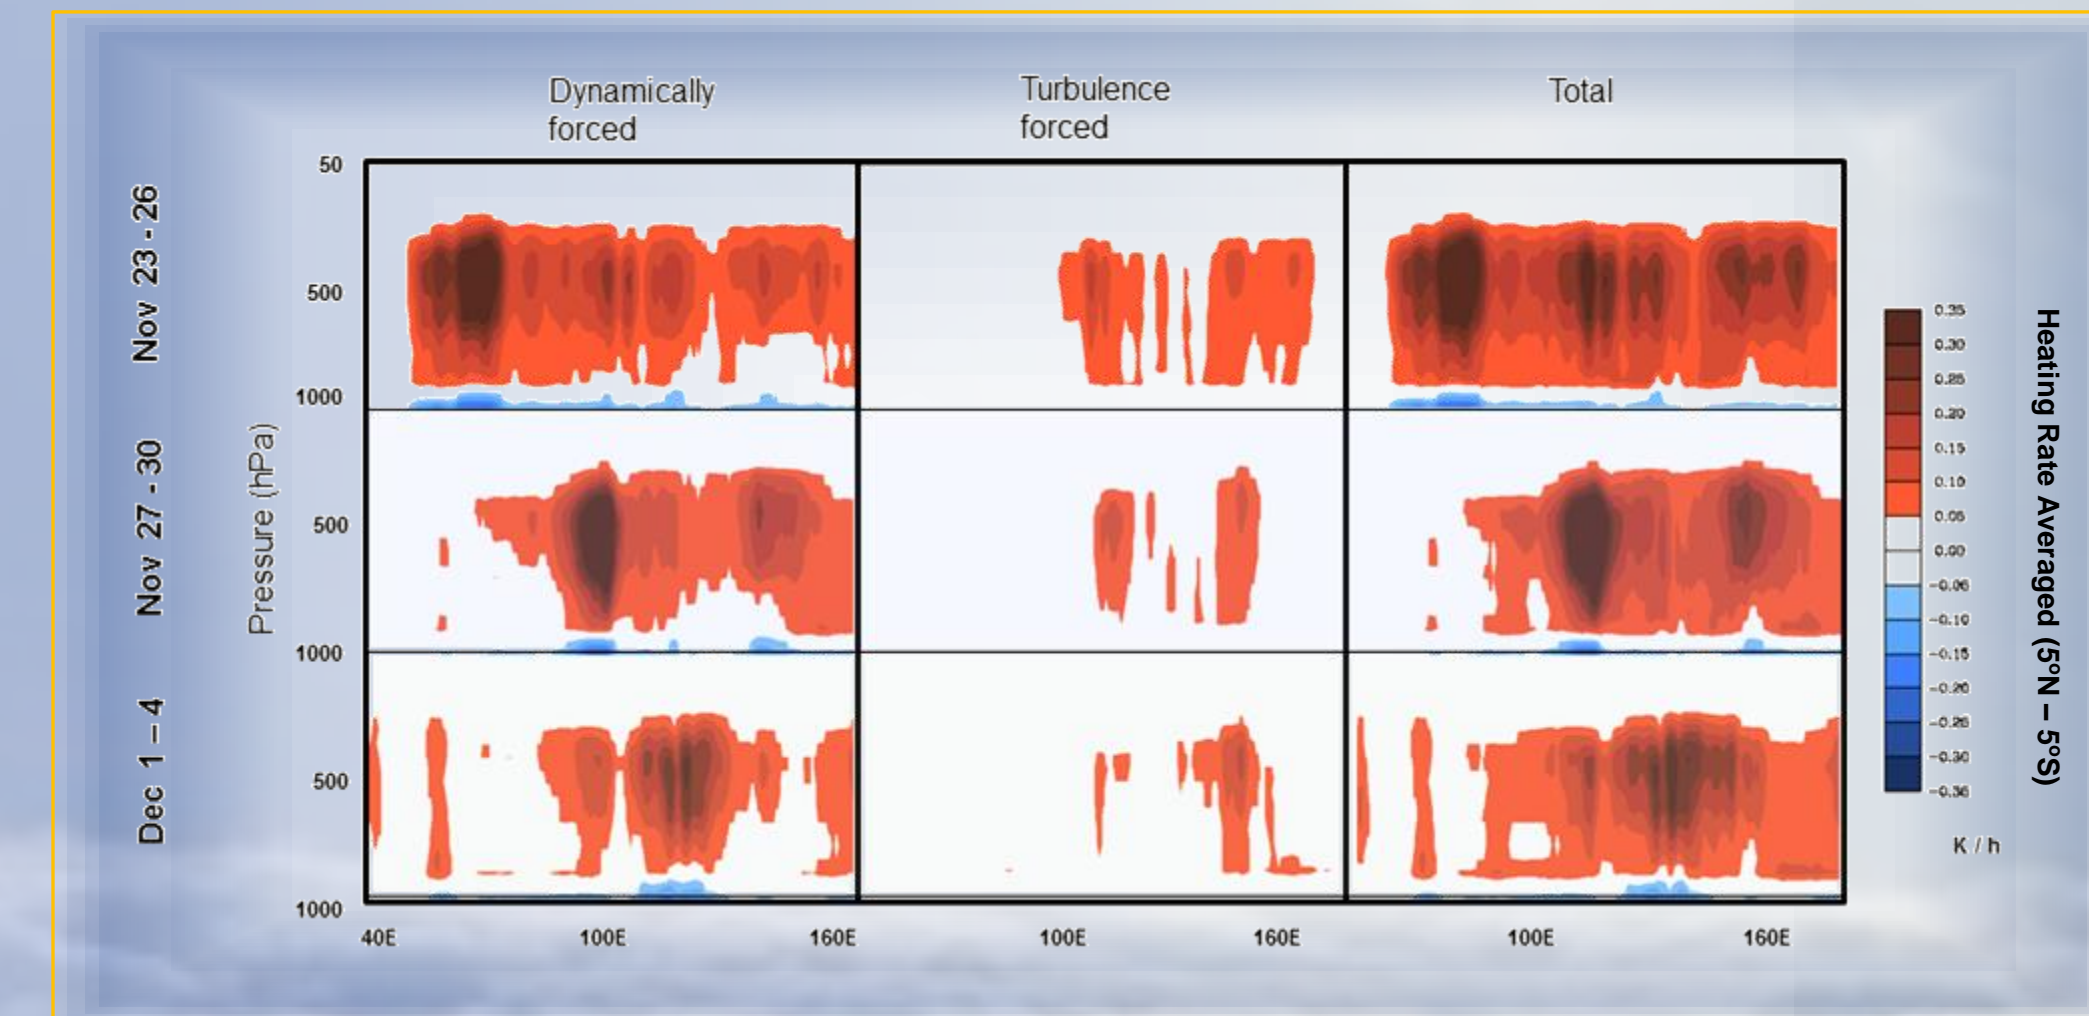 Dynamically
forced
Turbulence
forced
Total
Nov 23 - 26
Nov 27 - 30
Dec 1 – 4
Pressure (hPa)
50
500
1000
500
1000
500
1000
40E
100E
160E
100E
160E
100E
160E
0.35
0.30
0.25
0.20
0.15
0.10
0.05
0.00
-0.05
-0.10
-0.15
-0.20
-0.25
-0.30
-0.35
K / h
Heating Rate Averaged (5ºN – 5ºS)